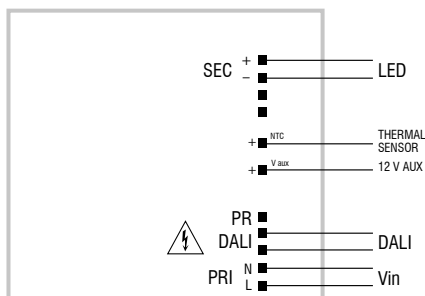 SEC + LED
−
+ NTC THERMAL
SENSOR
+ V aux 12 V AUX
PR
DALI DALI
PRI N Vin
L